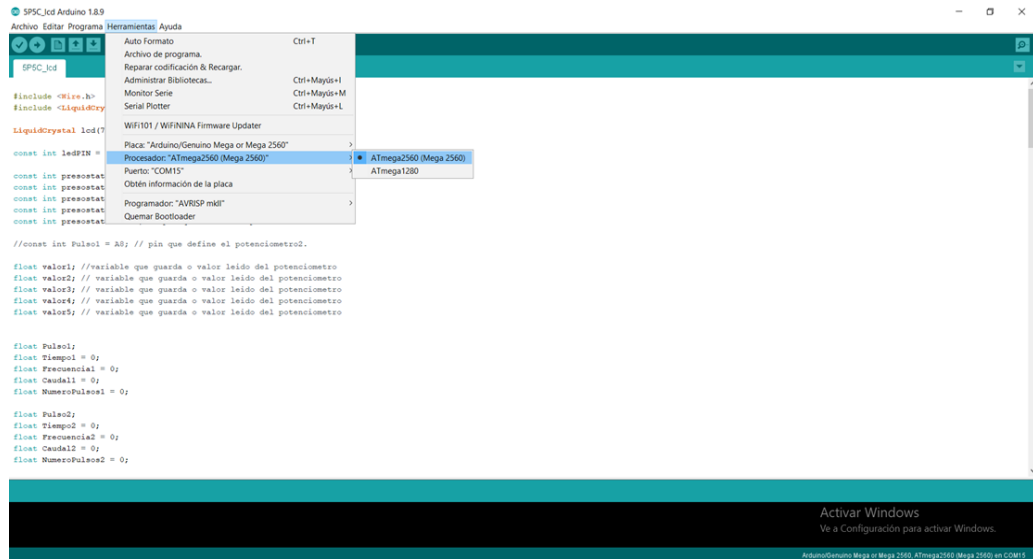 5P5C_lcd Arduino 1.8.9
Archivo Editar Programa Herramientas Ayuda
5P5C_lcd
Auto Formato Ctrl+T
Archivo de programa.
Reparar codificación & Recargar.
Administrar Bibliotecas... Ctrl+Mayús+I
Monitor Serie Ctrl+Mayús+M
Serial Plotter Ctrl+Mayús+L
WiFi101 / WiFiNINA Firmware Updater
Placa: "Arduino/Genuino Mega or Mega 2560"
Procesador: "ATmega2560 (Mega 2560)"
Puerto: "COM15"
Obtén información de la placa
Programador: "AVRISP mkII"
Quemar Bootloader
ATmega2560 (Mega 2560)
ATmega1280
#include <Wire.h>
#include <LiquidCry
LiquidCrystal lcd(7
const int ledPIN =
const int presostat
const int presostat
const int presostat
const int presostat
const int presostat
//const int Pulso1 = A8; // pin que define el potenciometro2.
float valor1; //variable que guarda o valor leido del potenciometro
float valor2; // variable que guarda o valor leido del potenciometro
float valor3; // variable que guarda o valor leido del potenciometro
float valor4; // variable que guarda o valor leido del potenciometro
float valor5; // variable que guarda o valor leido del potenciometro
float Pulso1;
float Tiempo1 = 0;
float Frecuencia1 = 0;
float Caudal1 = 0;
float NumeroPulsos1 = 0;
float Pulso2;
float Tiempo2 = 0;
float Frecuencia2 = 0;
float Caudal2 = 0;
float NumeroPulsos2 = 0;
Activar Windows
Ve a Configuración para activar Windows.
Arduino/Genuino Mega or Mega 2560, ATmega2560 (Mega 2560) en COM15